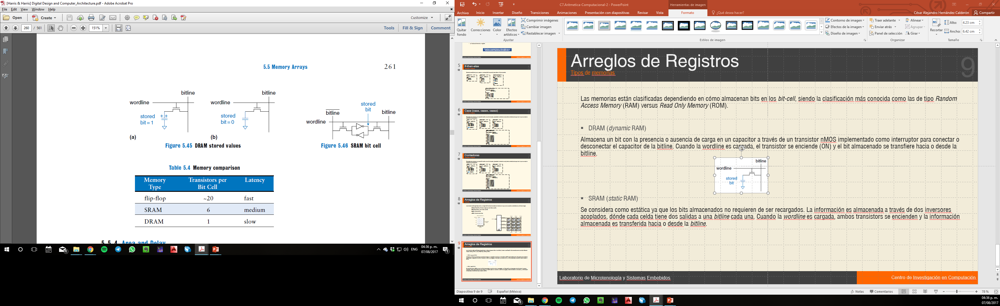 [Harris & Harris] Digital Design and Computer_Architecture.pdf - Adobe Acrobat Pro
File Edit View Window Help
Open Create Customize
260 / 561 151% Tools Fill & Sign Comment
5.5 Memory Arrays 261
bitline bitline
wordline wordline
stored bit = 1
stored bit = 0
(a) (b)
Figure 5.45 DRAM stored values
stored bit
bitline bitline
wordline
Figure 5.46 SRAM bit cell
Table 5.4 Memory comparison
Memory Type Transistors per Bit Cell Latency
flip-flop ~20 fast
SRAM 6 medium
DRAM 1 slow
5.5.4 Area and Delay
ENG 04:36 p. m.
07/08/2017
C7.Aritmetica-Computacional-2 - PowerPoint
Herramientas de imagen
Archivo Inicio Insertar Diseño Transiciones Animaciones Presentación con diapositivas Revisar Vista Formato ¿Qué desea hacer? César Alejandro Hernández Calderón Compartir
Quitar fondo
Correcciones
Color
Efectos artísticos
Comprimir imágenes
Cambiar imagen
Restablecer imagen
Ajustar
Estilos de imagen
Contorno de imagen
Efectos de la imagen
Diseño de imagen
Traer adelante
Enviar atrás
Panel de selección
Alinear
Agrupar
Girar
Organizar
Recortar
Alto: 4.23 cm
Ancho: 6.42 cm
Tamaño
5 If-then-else
6 Case (case, casex, casez)
7 Contadores
8 Arreglos de Registros
9 Arreglos de Registros
Arreglos de Registros
Tipos de memorias
9
Las memorias están clasificadas dependiendo en cómo almacenan bits en los bit-cell, siendo la clasificación más conocida como las de tipo Random
Access Memory (RAM) versus Read Only Memory (ROM).
▪ DRAM (dynamic RAM)
Almacena un bit con la presencia o ausencia de carga en un capacitor a través de un transistor nMOS implementado como interruptor para conectar o
desconectar el capacitor de la bitline. Cuando la wordline es cargada, el transistor se enciende (ON) y el bit almacenado se transfiere hacia o desde la
bitline.
bitline
wordline
stored
bit
▪ SRAM (static RAM)
Se considera como estática ya que los bits almacenados no requieren de ser recargados. La información es almacenada a través de dos inversores
acoplados, dónde cada celda tiene dos salidas a una bitline cada una. Cuando la wordline es cargada, ambos transistors se encienden y la información
almacenada es transferida hacia o desde la bitline.
Laboratorio de Microtenología y Sistemas Embebidos
Centro de Investigación en Computación
Diapositiva 9 de 9 Español (México) Notas Comentarios 78 %
04:36 p. m.
07/08/2017